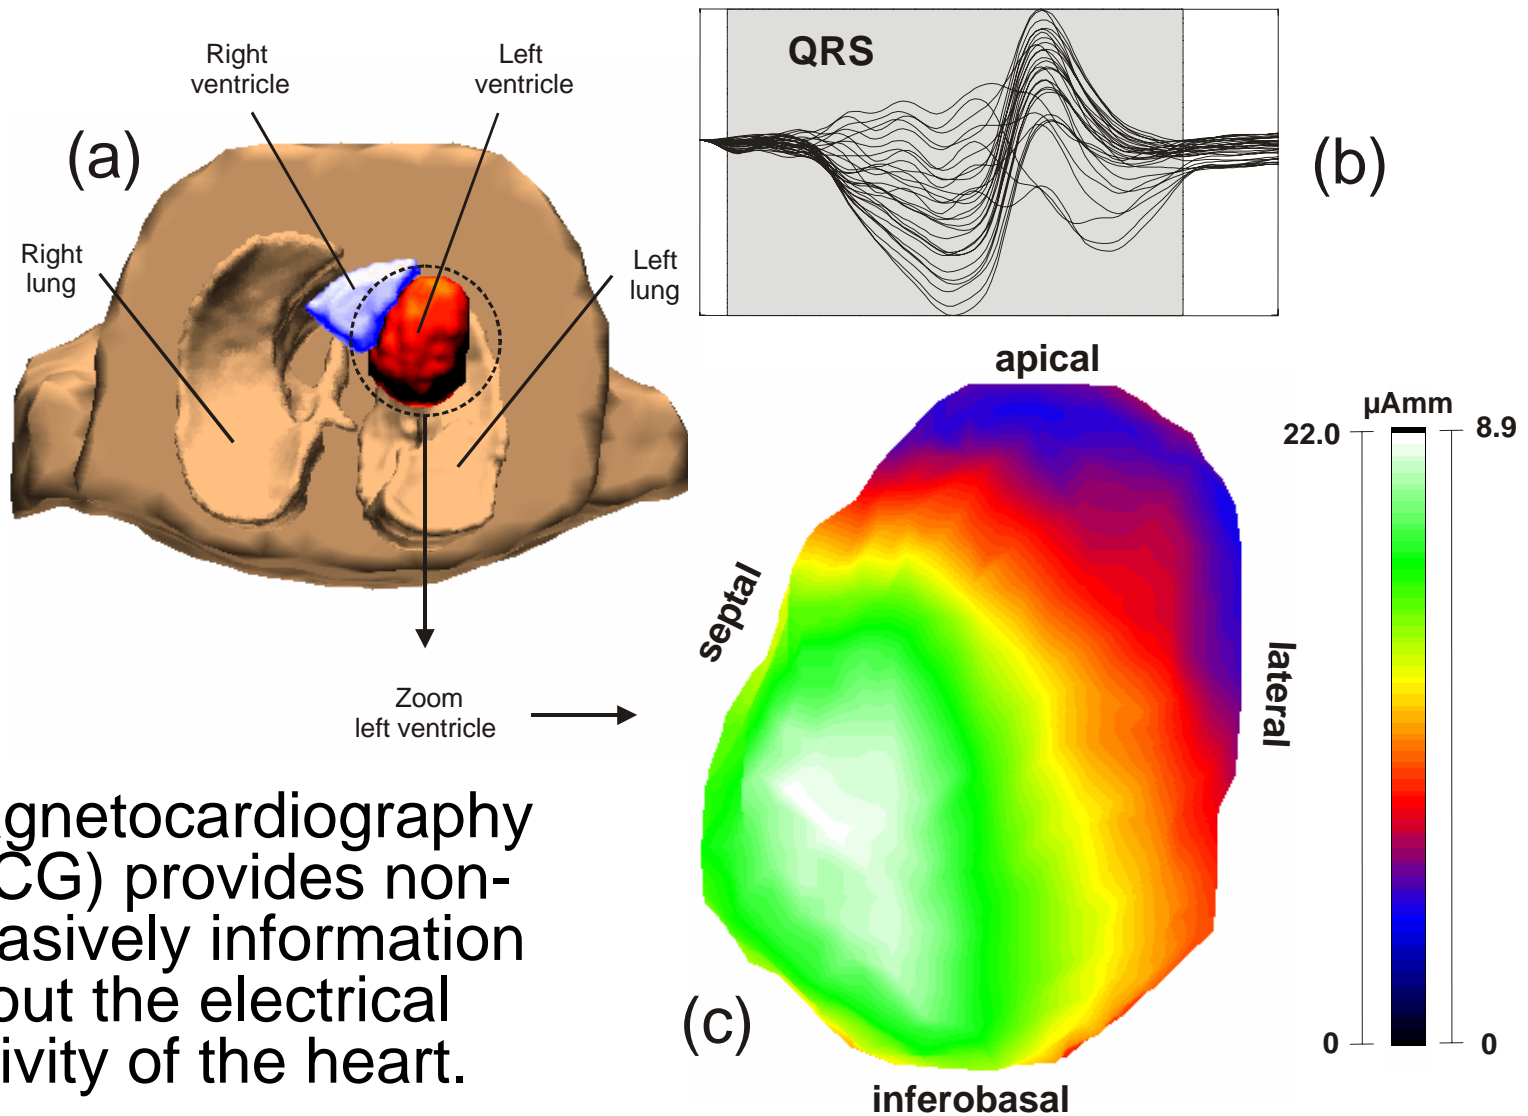 Right
ventricle
Left
ventricle
(a)
Right
lung
Left
lung
Zoom
left ventricle
QRS
(b)
apical
septal
lateral
inferobasal
(c)
µAmm
22.0
8.9
0
0
agnetocardiography
CG) provides non-
asively information
out the electrical
ivity of the heart.